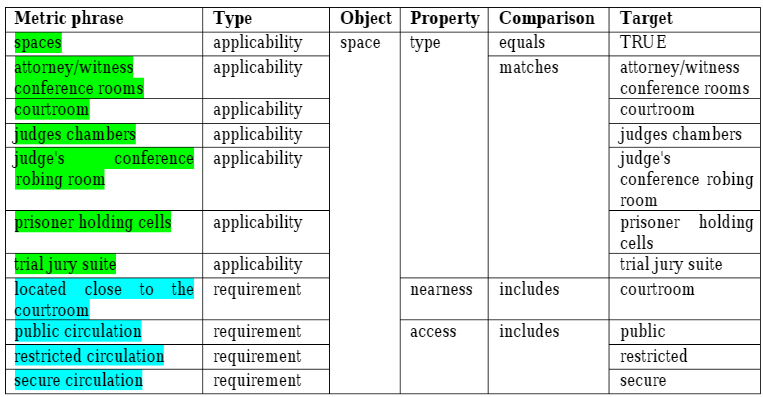 Metric phrase Type Object Property Comparison Target
spaces applicability space type equals TRUE
attorney/witness applicability matches attorney/witness
conference rooms conference rooms
courtroom applicability courtroom
judges chambers applicability judges chambers
judge's conference applicability judge's
robing room conference robing
room
prisoner holding cells applicability prisoner holding
cells
trial jury suite applicability trial jury suite
located close to the requirement nearness includes courtroom
courtroom
public circulation requirement access includes public
restricted circulation requirement restricted
secure circulation requirement secure